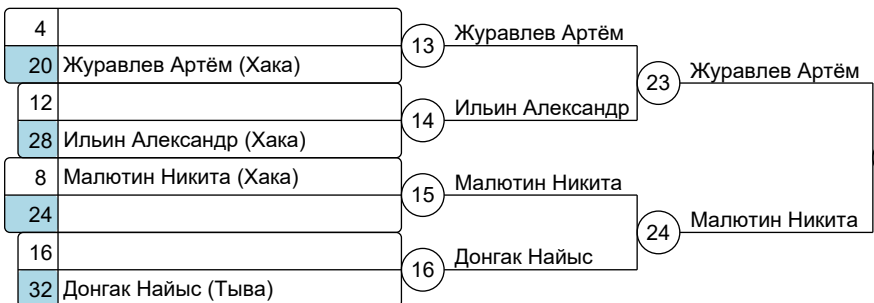 4
20 Журавлев Артём (Хака)
12
28 Ильин Александр (Хака)
8 Малютин Никита (Хака)
24
16
32 Донгак Найыс (Тыва)
13 Журавлев Артём
14 Ильин Александр
15 Малютин Никита
16 Донгак Найыс
23 Журавлев Артём
24 Малютин Никита